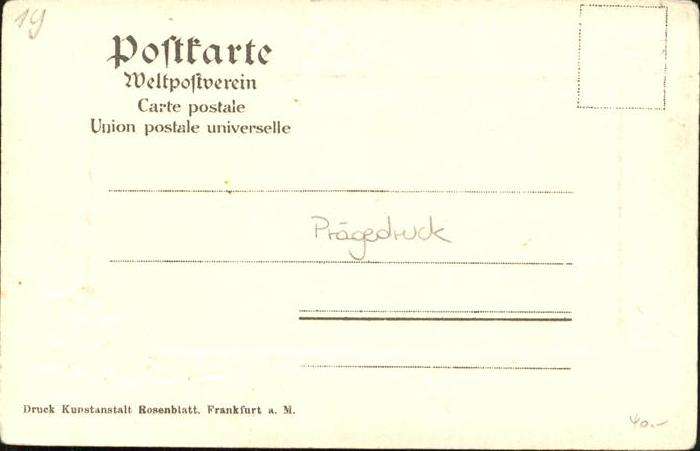 19
Postkarte
Weltpostverein
Carte postale
Union postale universelle
Prägedruck
Druck Kunstanstalt Rosenblatt. Frankfurt a. M.
40.-